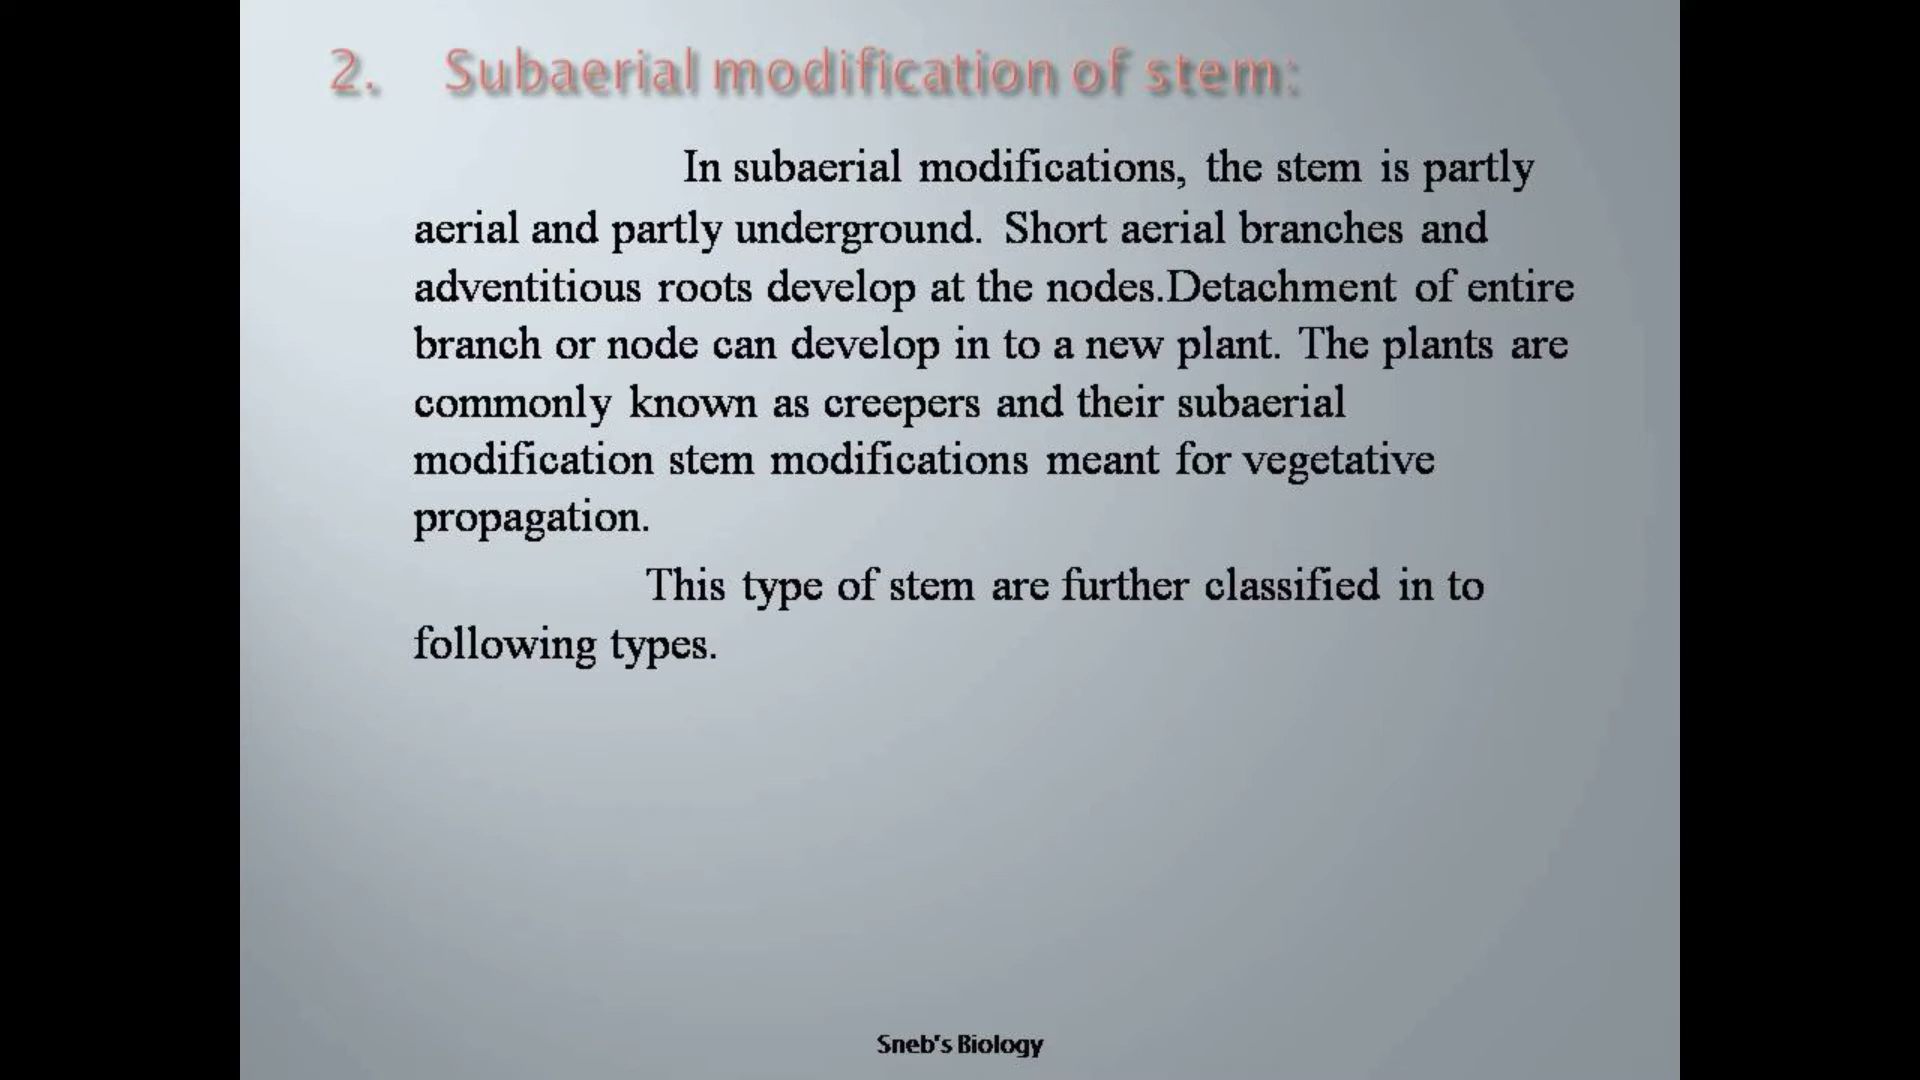 2. Subaerial modification of stem:
In subaerial modifications, the stem is partly
aerial and partly underground. Short aerial branches and
adventitious roots develop at the nodes.Detachment of entire
branch or node can develop in to a new plant. The plants are
commonly known as creepers and their subaerial
modification stem modifications meant for vegetative
propagation.
This type of stem are further classified in to
following types.
Sneb's Biology